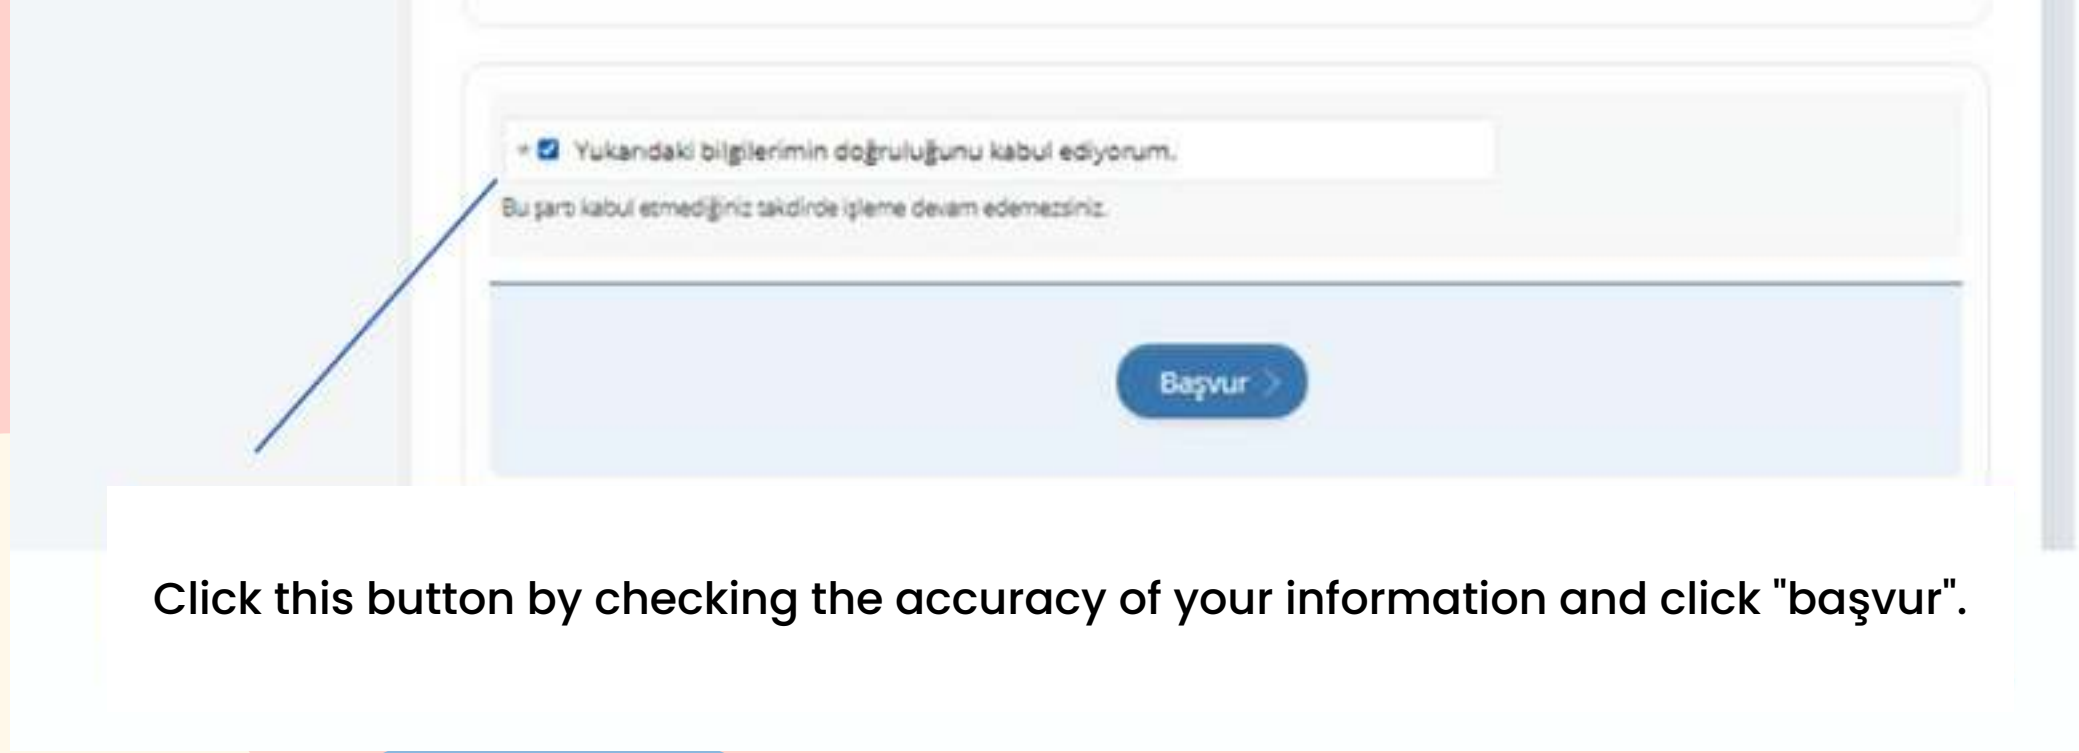 * Yukarıdaki bilgilerimin doğruluğunu kabul ediyorum.
Bu şartı kabul etmediğiniz takdirde işleme devam edemezsiniz.
Başvur
Click this button by checking the accuracy of your information and click "başvur".